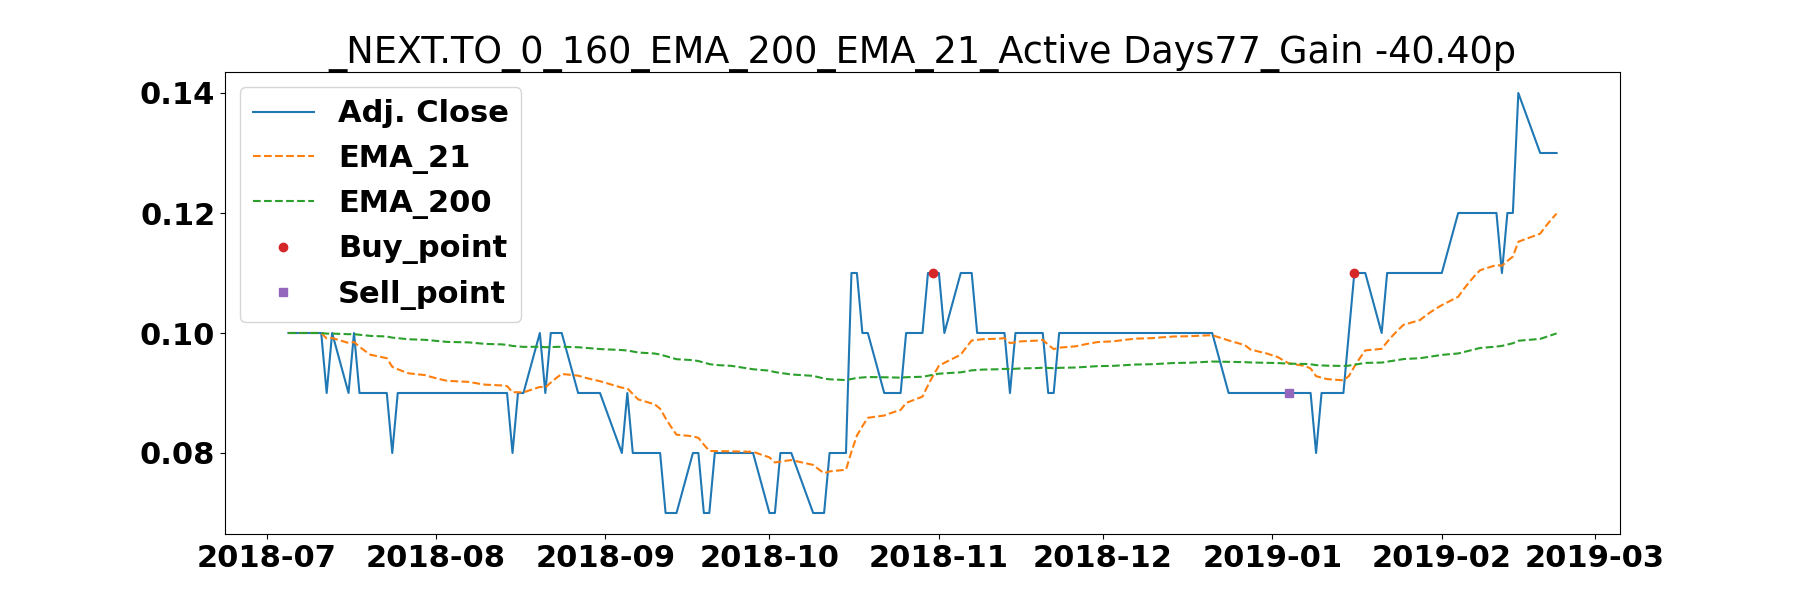 _NEXT.TO_0_160_EMA_200_EMA_21_Active Days77_Gain -40.40p
0.14
0.12
0.10
0.08
Adj. Close
EMA_21
EMA_200
Buy_point
Sell_point
2018-07 2018-08 2018-09 2018-10 2018-11 2018-12 2019-01 2019-02 2019-03